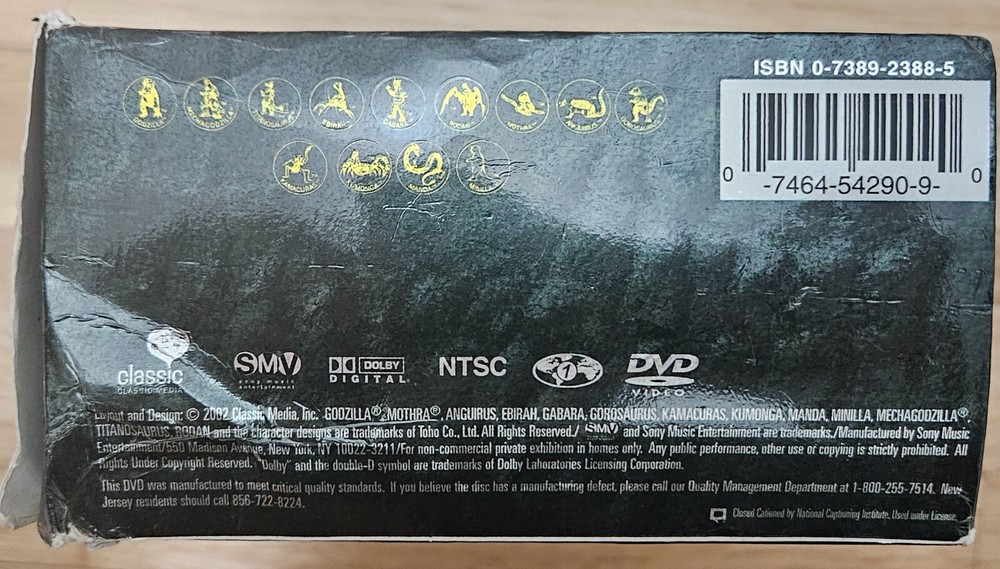 ISBN 0-7389-2388-5
GODZILLA MECHAGODZILLA TITANOSAURUS EBIRAH GABARA RODAN MOTHRA ANGUIRUS GOROSAURUS
KAMACURAS KUMONGA MANDA MINILLA
0 -7464-54290-9- 0
classic
CLASSIC MEDIA
SMV
sony music
entertainment
DOLBY
DIGITAL
NTSC
1
DVD
VIDEO
Layout and Design: © 2002 Classic Media, Inc. GODZILLA®, MOTHRA®, ANGUIRUS, EBIRAH, GABARA, GOROSAURUS, KAMACURAS, KUMONGA, MANDA, MINILLA, MECHAGODZILLA®,
TITANOSAURUS, RODAN and the character designs are trademarks of Toho Co., Ltd. All Rights Reserved./ SMV and Sony Music Entertainment are trademarks./Manufactured by Sony Music
Entertainment/550 Madison Avenue, New York, NY 10022-3211/For non-commercial private exhibition in homes only. Any public performance, other use or copying is strictly prohibited. All
Rights Under Copyright Reserved. "Dolby" and the double-D symbol are trademarks of Dolby Laboratories Licensing Corporation.
This DVD was manufactured to meet critical quality standards. If you believe the disc has a manufacturing defect, please call our Quality Management Department at 1-800-255-7514. New
Jersey residents should call 856-722-8224.
Closed Cationed by National Captioning Institute. Used under License.